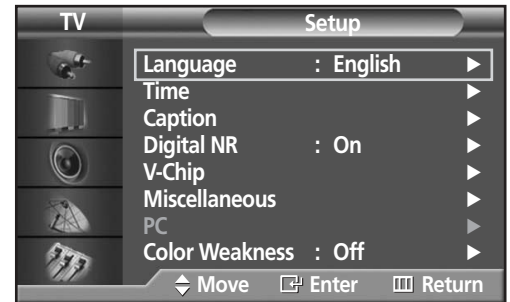 TV Setup
Language : English
Time
Caption
Digital NR : On
V-Chip
Miscellaneous
PC
Color Weakness : Off
Move Enter Return